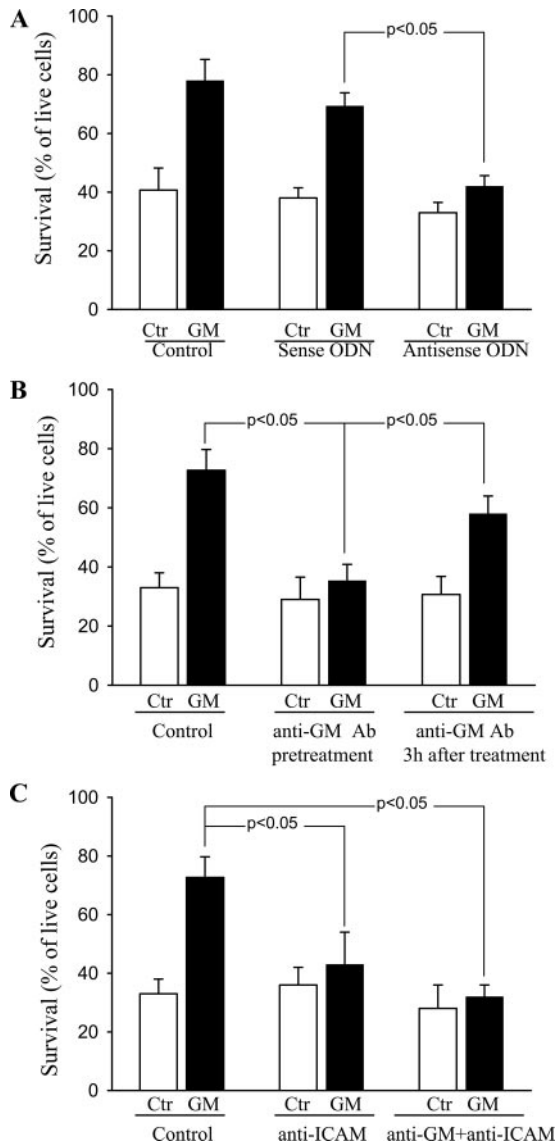 A
Survival (% of live cells)
100
80
60
40
20
0
p<0.05
Ctr GM Ctr GM Ctr GM
Control Sense ODN Antisense ODN
B
Survival (% of live cells)
100
80
60
40
20
0
p<0.05 p<0.05
Ctr GM Ctr GM Ctr GM
Control anti-GM Ab anti-GM Ab
pretreatment 3h after treatment
C
Survival (% of live cells)
100
80
60
40
20
0
p<0.05
p<0.05
Ctr GM Ctr GM Ctr GM
Control anti-ICAM anti-GM+anti-ICAM